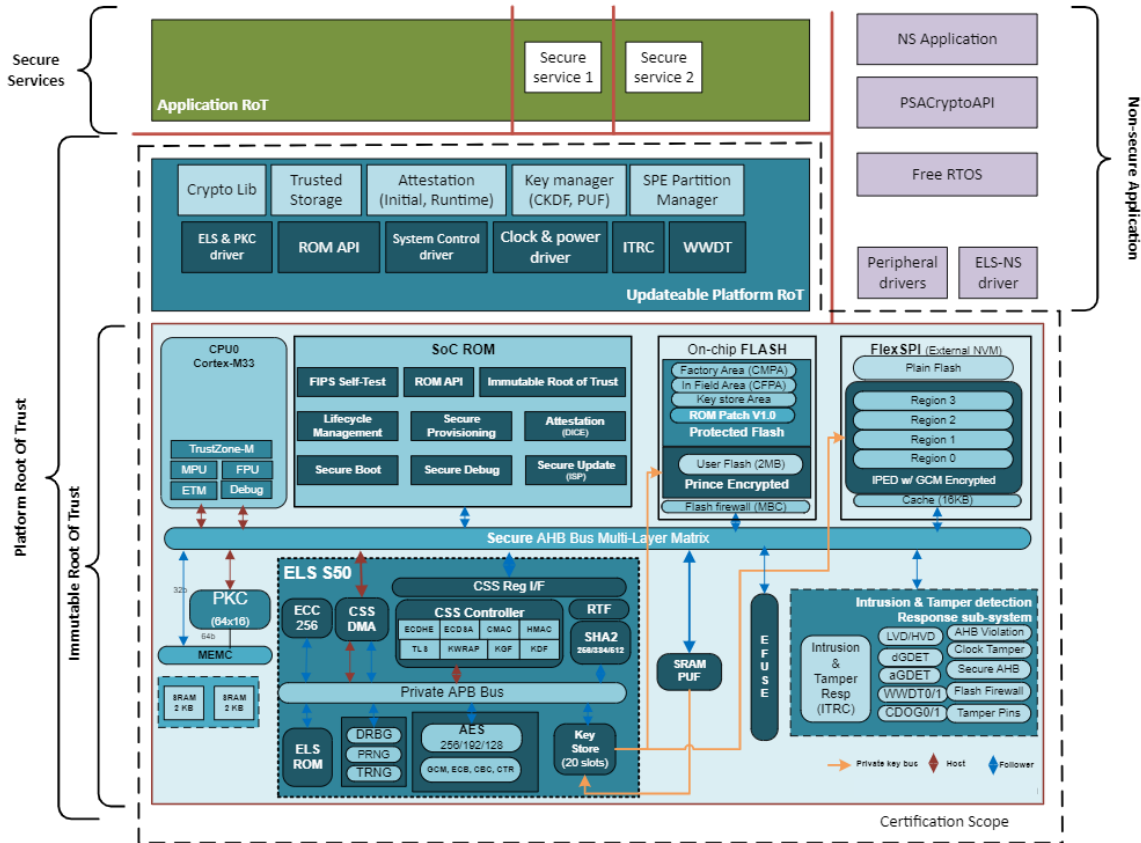 Secure
Services
Application RoT
Secure
service 1
Secure
service 2
NS Application
PSACryptoAPI
Free RTOS
Peripheral
drivers
ELS-NS
driver
Non-secure Application
Platform Root Of Trust
Immutable Root Of Trust
Crypto Lib
Trusted
Storage
Attestation
(Initial, Runtime)
Key manager
(CKDF, PUF)
SPE Partition
Manager
ELS & PKC
driver
ROM API
System Control
driver
Clock & power
driver
ITRC
WWDT
Updateable Platform RoT
CPU0
Cortex-M33
TrustZone-M
MPU
FPU
ETM
Debug
SoC ROM
FIPS Self-Test
ROM API
Immutable Root of Trust
Lifecycle
Management
Secure
Provisioning
Attestation
(DICE)
Secure Boot
Secure Debug
Secure Update
(ISP)
On-chip FLASH
Factory Area (CMPA)
In Field Area (CFPA)
Key store Area
ROM Patch V1.0
Protected Flash
User Flash (2MB)
Prince Encrypted
Flash firewall (MBC)
FlexSPI (External NVM)
Plain Flash
Region 3
Region 2
Region 1
Region 0
IPED w/ GCM Encrypted
Cache (16KB)
Secure AHB Bus Multi-Layer Matrix
32b
PKC
(64x16)
64b
MEMC
SRAM
2 KB
SRAM
2 KB
ELS S50
CSS Reg I/F
ECC
256
CSS
DMA
CSS Controller
ECDHE
ECDSA
CMAC
HMAC
TLS
KWRAP
KGF
KDF
RTF
SHA2
256/384/512
Private APB Bus
ELS
ROM
DRBG
PRNG
TRNG
AES
256/192/128
GCM, ECB, CBC, CTR
Key
Store
(20 slots)
SRAM
PUF
EFUSE
Intrusion & Tamper detection
Response sub-system
Intrusion
&
Tamper
Resp
(ITRC)
LVD/HVD
dGDET
aGDET
WWDT0/1
CDOG0/1
AHB Violation
Clock Tamper
Secure AHB
Flash Firewall
Tamper Pins
Private key bus
Host
Follower
Certification Scope